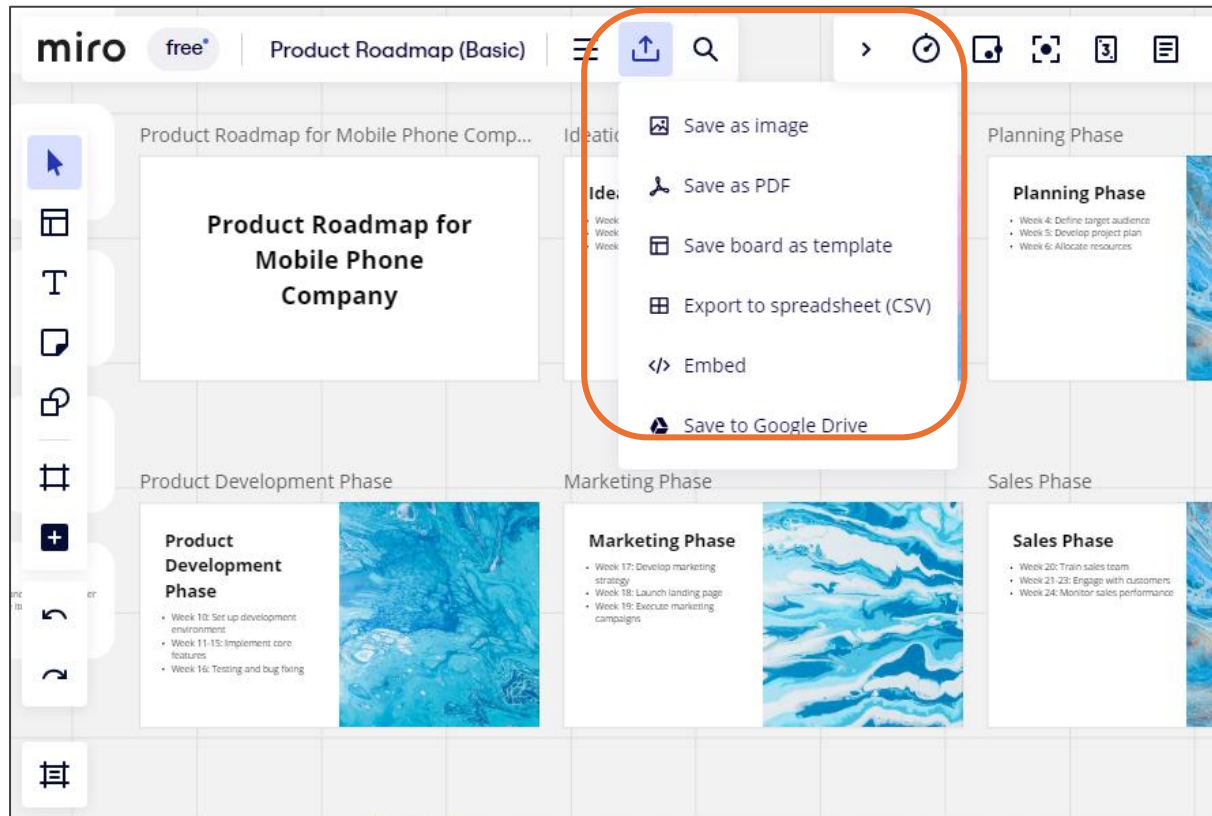 miro free Product Roadmap (Basic)
Save as image
Save as PDF
Save board as template
Export to spreadsheet (CSV)
Embed
Save to Google Drive
Product Roadmap for Mobile Phone Comp...
Product Roadmap for
Mobile Phone
Company
Week
Week
Week
Planning Phase
Planning Phase
• Week 4: Define target audience
• Week 5: Develop project plan
• Week 6: Allocate resources
Product Development Phase
Product
Development
Phase
• Week 10: Set up development
environment
• Week 11-15: Implement core
features
• Week 16: Testing and bug fixing
Marketing Phase
Marketing Phase
• Week 17: Develop marketing
strategy
• Week 18: Launch landing page
• Week 19: Execute marketing
campaigns
Sales Phase
Sales Phase
• Week 20: Train sales team
• Week 21-23: Engage with customers
• Week 24: Monitor sales performance